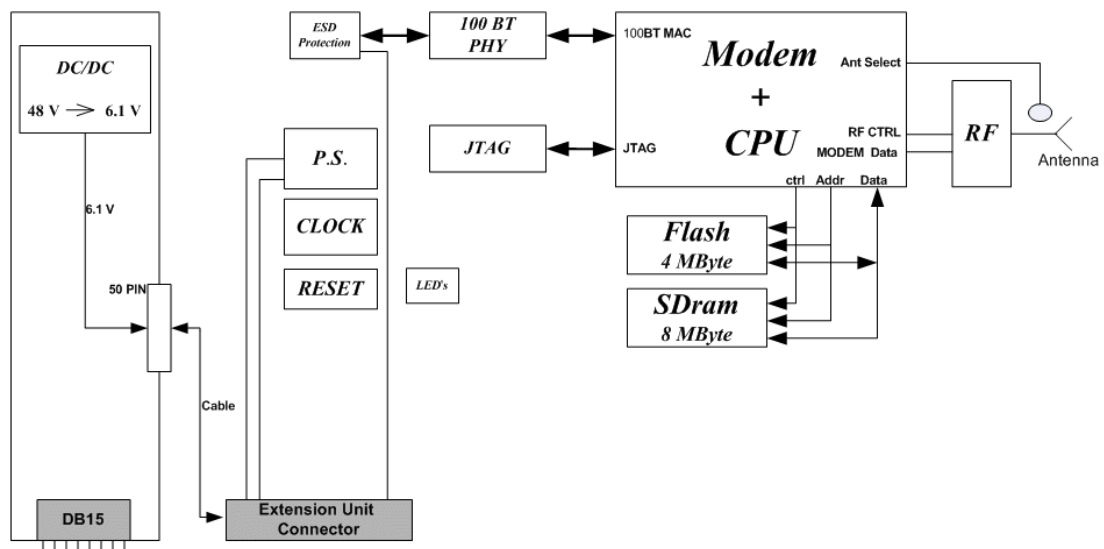 DC/DC
48 V → 6.1 V
6.1 V
50 PIN
Cable
DB15
ESD
Protection
100 BT
PHY
JTAG
P.S.
CLOCK
RESET
LED's
Extension Unit
Connector
100BT MAC
Modem
+
CPU
Ant Select
RF CTRL
MODEM Data
JTAG
ctrl Addr Data
RF
Antenna
Flash
4 MByte
SDram
8 MByte